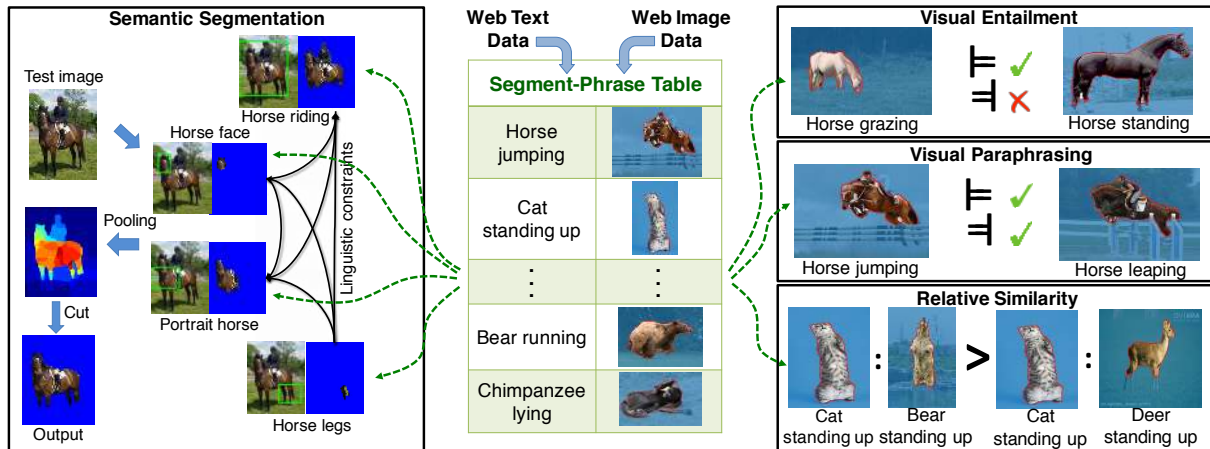 Semantic Segmentation
Test image
Horse riding
Horse face
Linguistic constraints
Pooling
Portrait horse
Cut
Output
Horse legs
Web Text
Data
Web Image
Data
Segment-Phrase Table
Horse
jumping
Cat
standing up
Bear running
Chimpanzee
lying
Visual Entailment
Horse grazing
Horse standing
Visual Paraphrasing
Horse jumping
Horse leaping
Relative Similarity
:
>
:
Cat
standing up
Bear
standing up
Cat
standing up
Deer
standing up